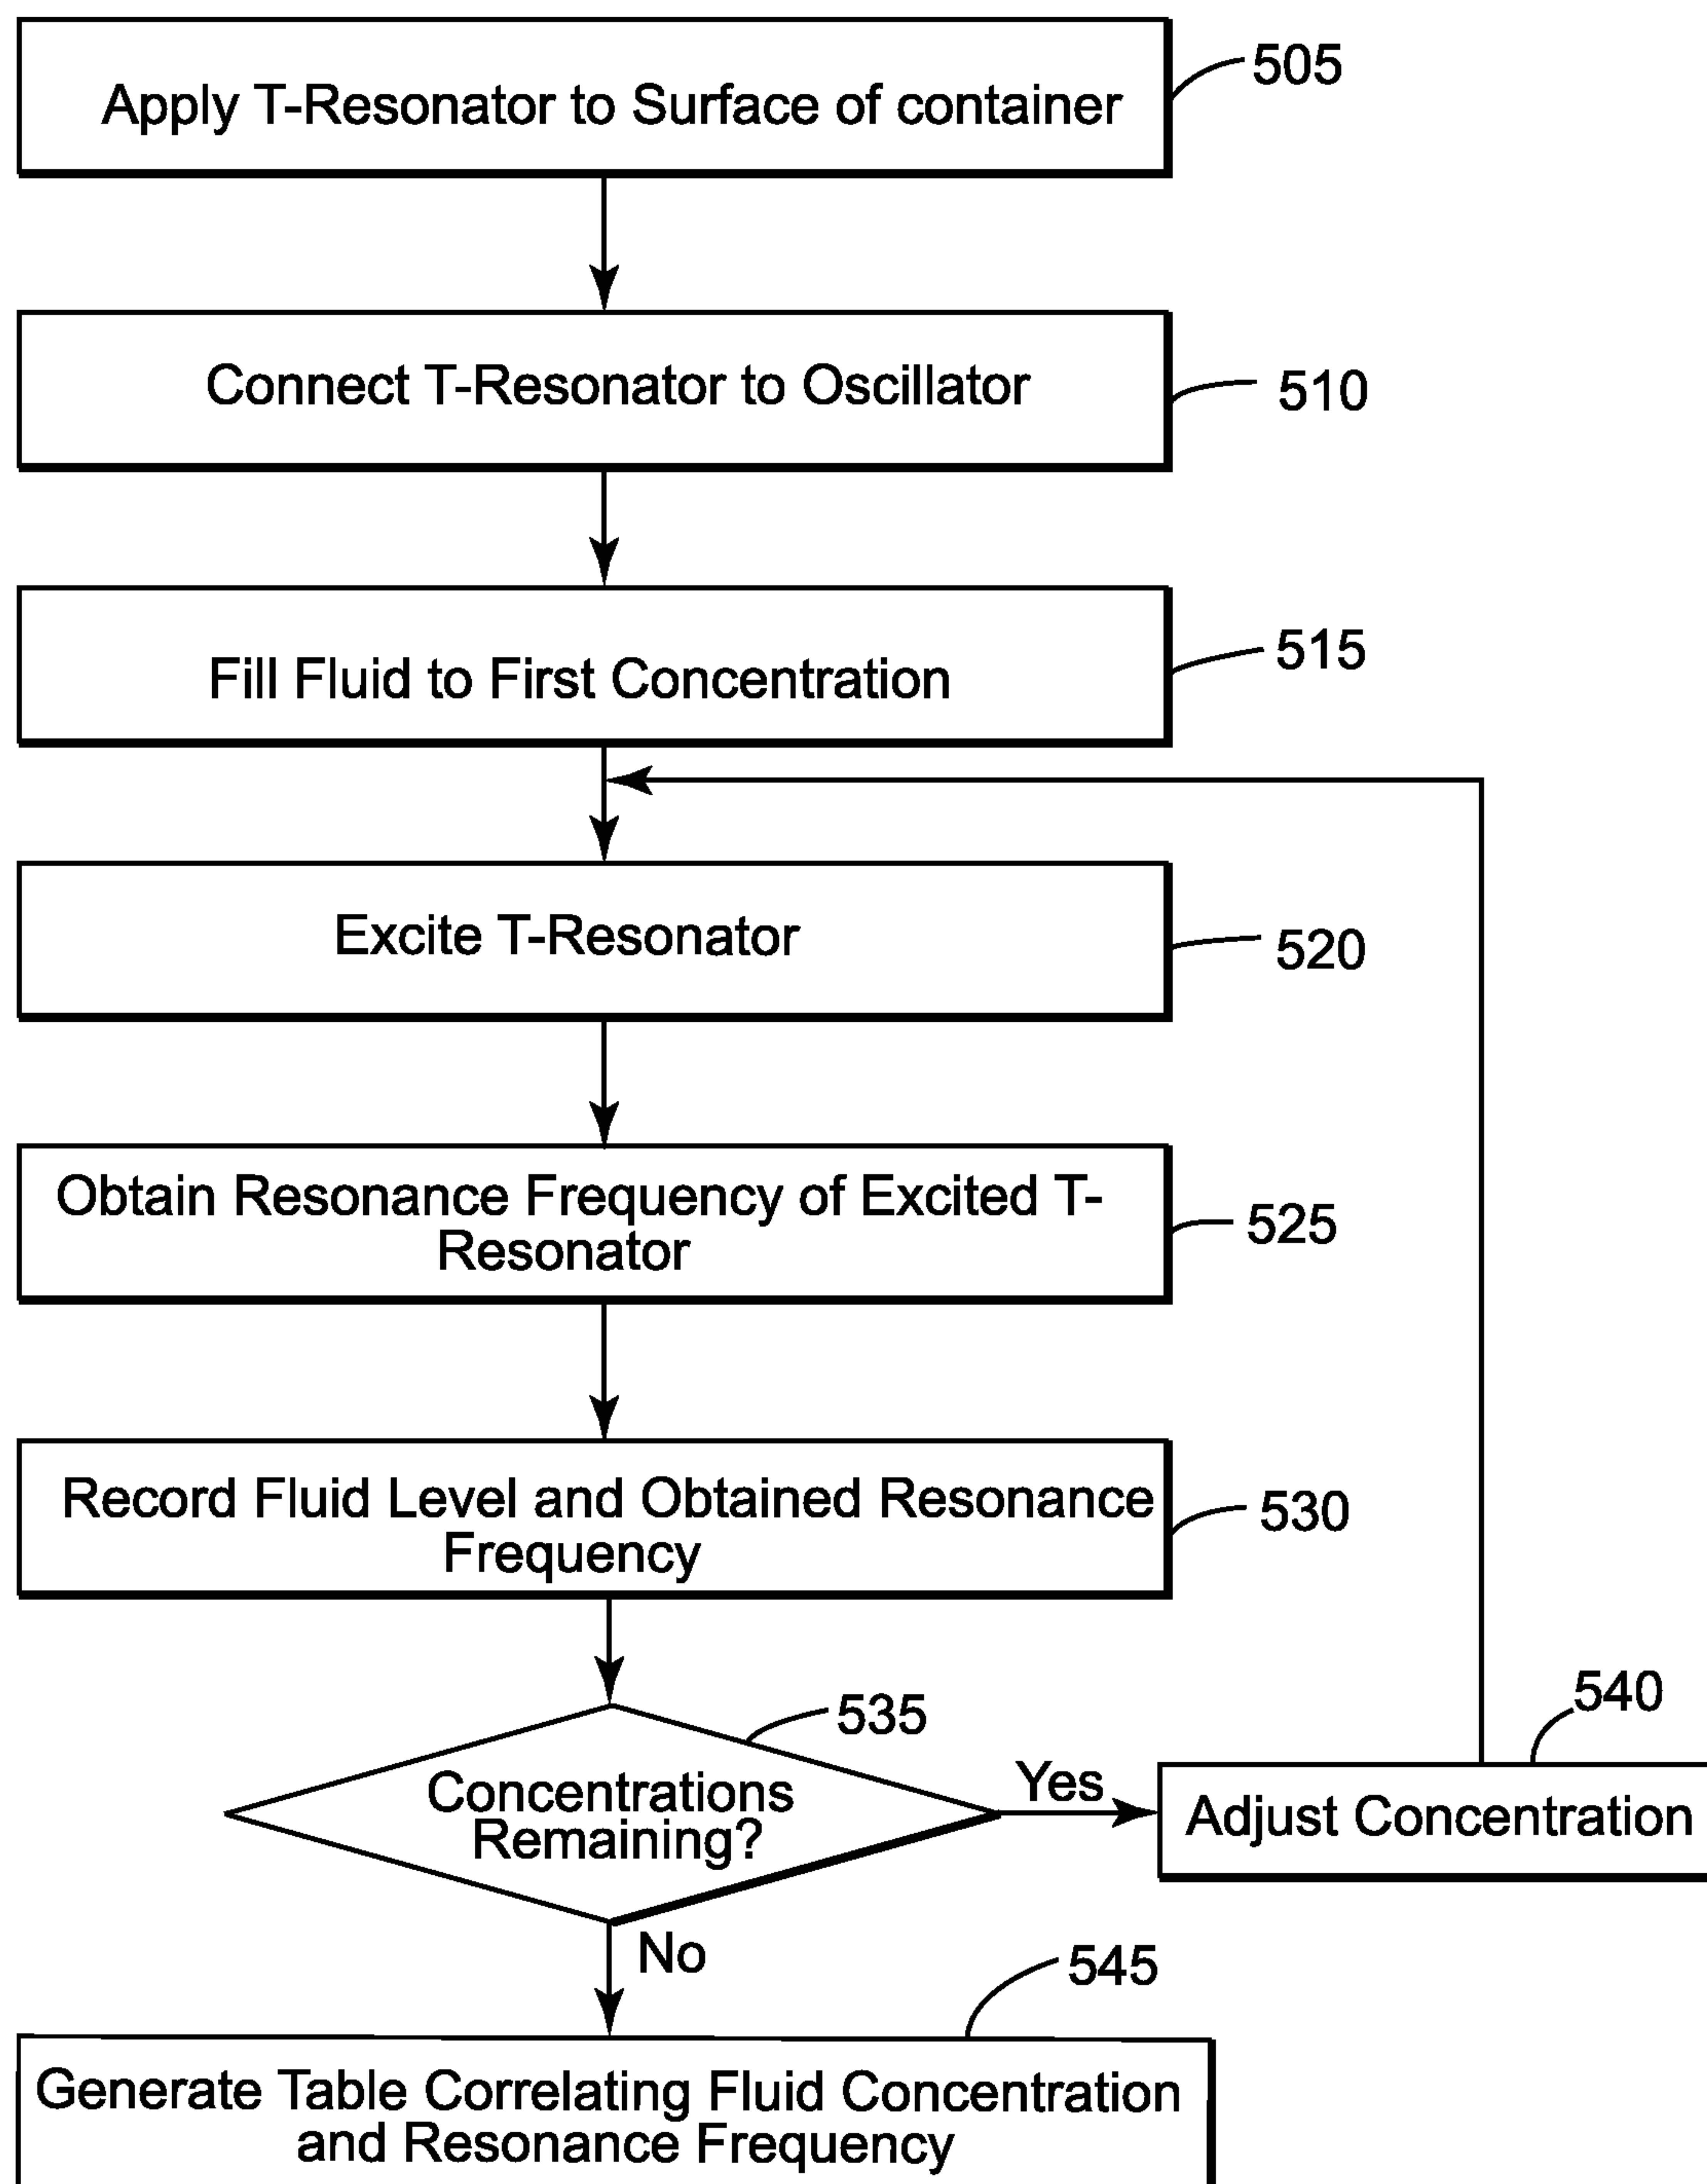 Apply T-Resonator to Surface of container
505
Connect T-Resonator to Oscillator
510
Fill Fluid to First Concentration
515
Excite T-Resonator
520
Obtain Resonance Frequency of Excited T-
Resonator
525
Record Fluid Level and Obtained Resonance
Frequency
530
535
Concentrations
Remaining?
Yes
540
Adjust Concentration
No
545
Generate Table Correlating Fluid Concentration
and Resonance Frequency